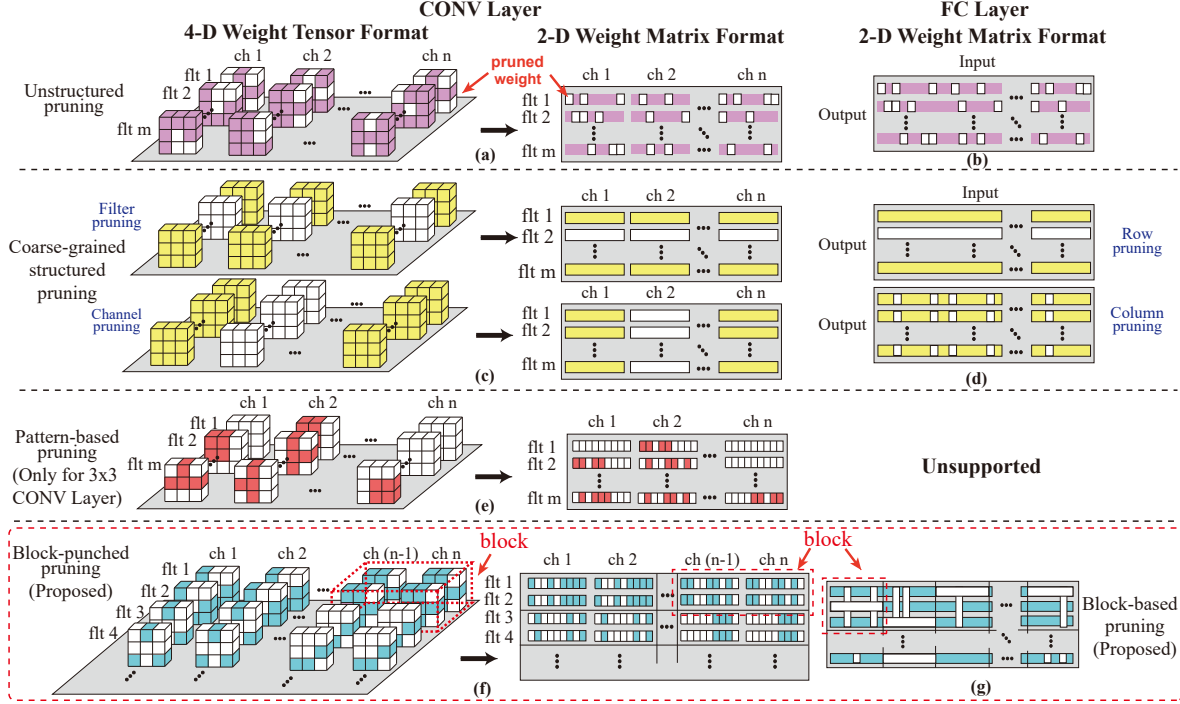 CONV Layer
FC Layer
4-D Weight Tensor Format
2-D Weight Matrix Format
2-D Weight Matrix Format
Unstructured
pruning
flt 1
flt 2
flt m
ch 1
ch 2
ch n
...
...
pruned
weight
(a)
ch 1
ch 2
ch n
flt 1
flt 2
flt m
...
...
Input
Output
...
...
(b)
Coarse-grained
structured
pruning
Filter
pruning
...
...
Channel
pruning
...
...
(c)
ch 1
ch 2
ch n
flt 1
flt 2
flt m
...
...
ch 1
ch 2
ch n
flt 1
flt 2
flt m
...
...
Input
Output
...
...
Row
pruning
Output
...
...
Column
pruning
(d)
Pattern-based
pruning
(Only for 3x3
CONV Layer)
flt 1
flt 2
flt m
ch 1
ch 2
ch n
...
...
(e)
ch 1
ch 2
ch n
flt 1
flt 2
flt m
...
...
Unsupported
Block-punched
pruning
(Proposed)
flt 1
flt 2
flt 3
flt 4
ch 1
ch 2
ch (n-1)
ch n
...
...
block
(f)
ch 1
ch 2
ch (n-1)
ch n
flt 1
flt 2
flt 3
flt 4
...
...
block
...
...
(g)
Block-based
pruning
(Proposed)